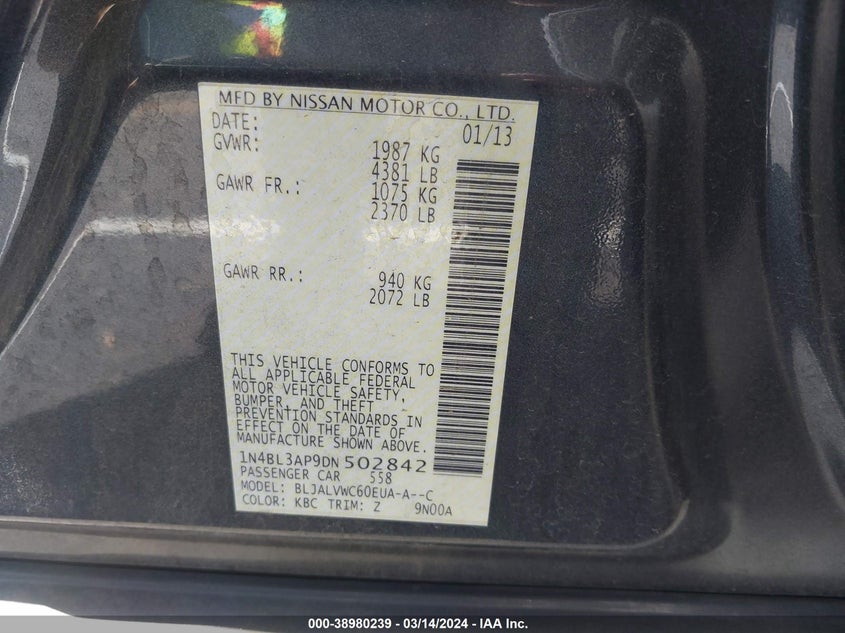 MFD BY NISSAN MOTOR CO., LTD.
DATE: 01/13
GVWR: 1987 KG
4381 LB
GAWR FR.: 1075 KG
2370 LB
GAWR RR.: 940 KG
2072 LB
THIS VEHICLE CONFORMS TO
ALL APPLICABLE FEDERAL
MOTOR VEHICLE SAFETY,
BUMPER, AND THEFT
PREVENTION STANDARDS IN
EFFECT ON THE DATE OF
MANUFACTURE SHOWN ABOVE.
1N4BL3AP9DN502842
PASSENGER CAR 558
MODEL: BLJALVWC60EUA-A--C
COLOR: KBC TRIM: Z 9N00A
000-38980239 - 03/14/2024 - IAA Inc.